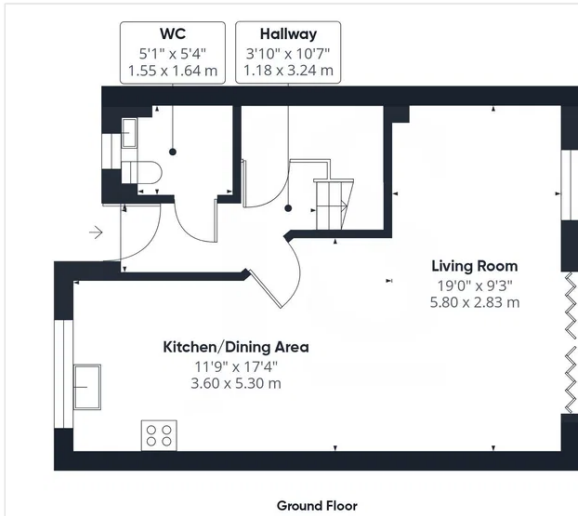 WC
5'1" x 5'4"
1.55 x 1.64 m
Hallway
3'10" x 10'7"
1.18 x 3.24 m
Living Room
19'0" x 9'3"
5.80 x 2.83 m
Kitchen/Dining Area
11'9" x 17'4"
3.60 x 5.30 m
Ground Floor